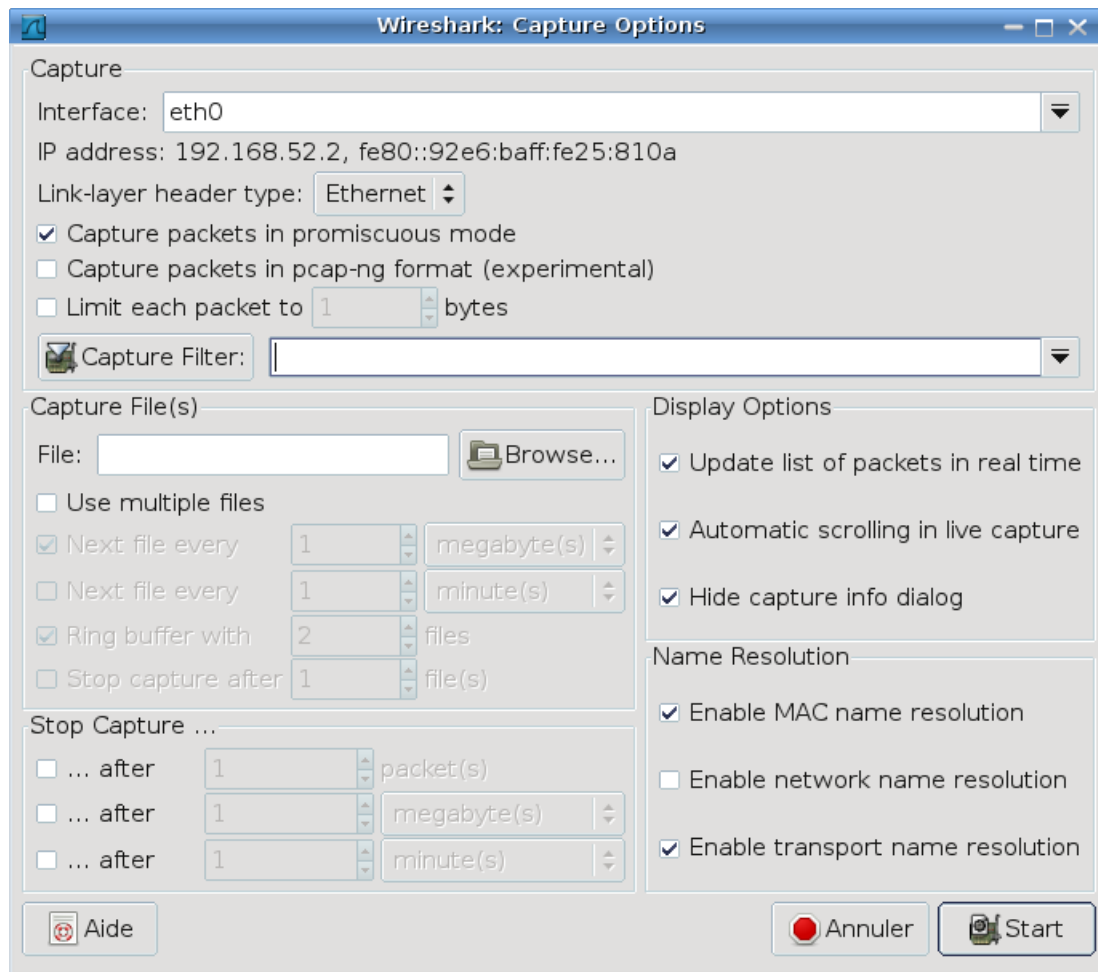 Wireshark: Capture Options
Capture
Interface: eth0
IP address: 192.168.52.2, fe80::92e6:baff:fe25:810a
Link-layer header type: Ethernet
Capture packets in promiscuous mode
Capture packets in pcap-ng format (experimental)
Limit each packet to 1 bytes
Capture Filter:
Capture File(s)
File: Browse...
Use multiple files
Next file every 1 megabyte(s)
Next file every 1 minute(s)
Ring buffer with 2 files
Stop capture after 1 file(s)
Stop Capture ...
... after 1 packet(s)
... after 1 megabyte(s)
... after 1 minute(s)
Display Options
Update list of packets in real time
Automatic scrolling in live capture
Hide capture info dialog
Name Resolution
Enable MAC name resolution
Enable network name resolution
Enable transport name resolution
Aide Annuler Start